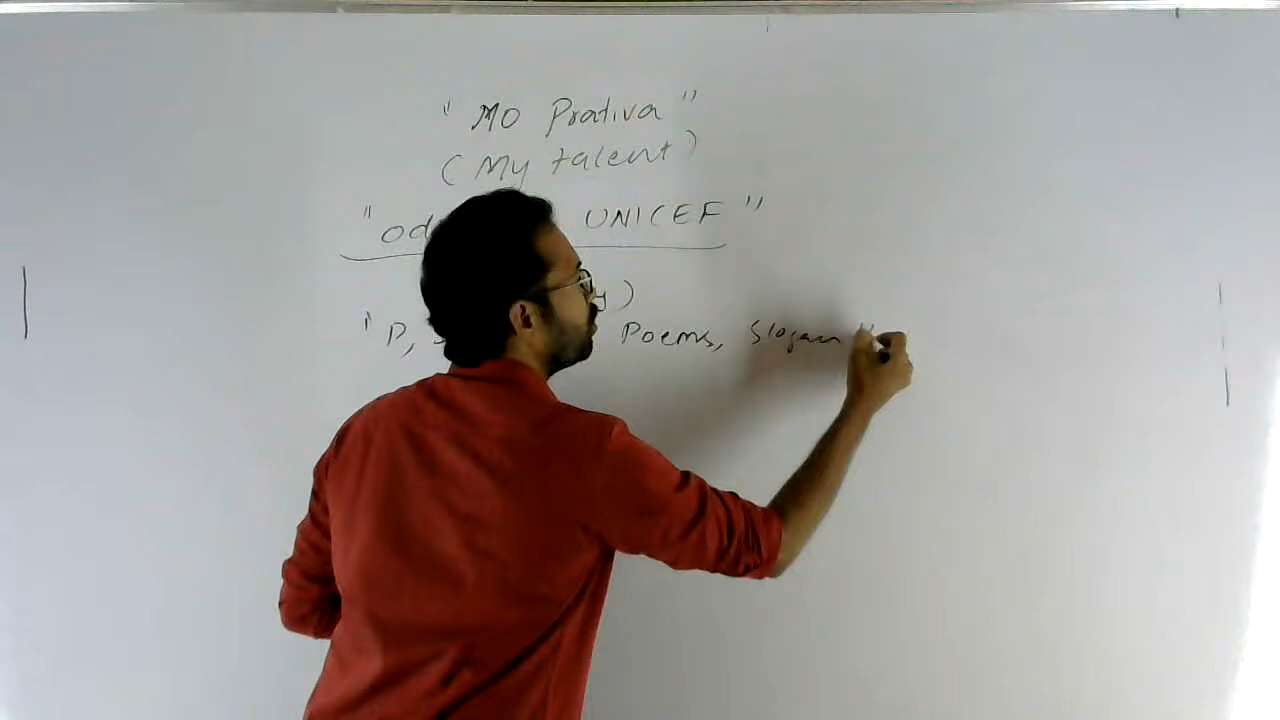 " MO Prativa "
(My talent)
" od UNICEF "
y)
" P, S Poems, Slogan "